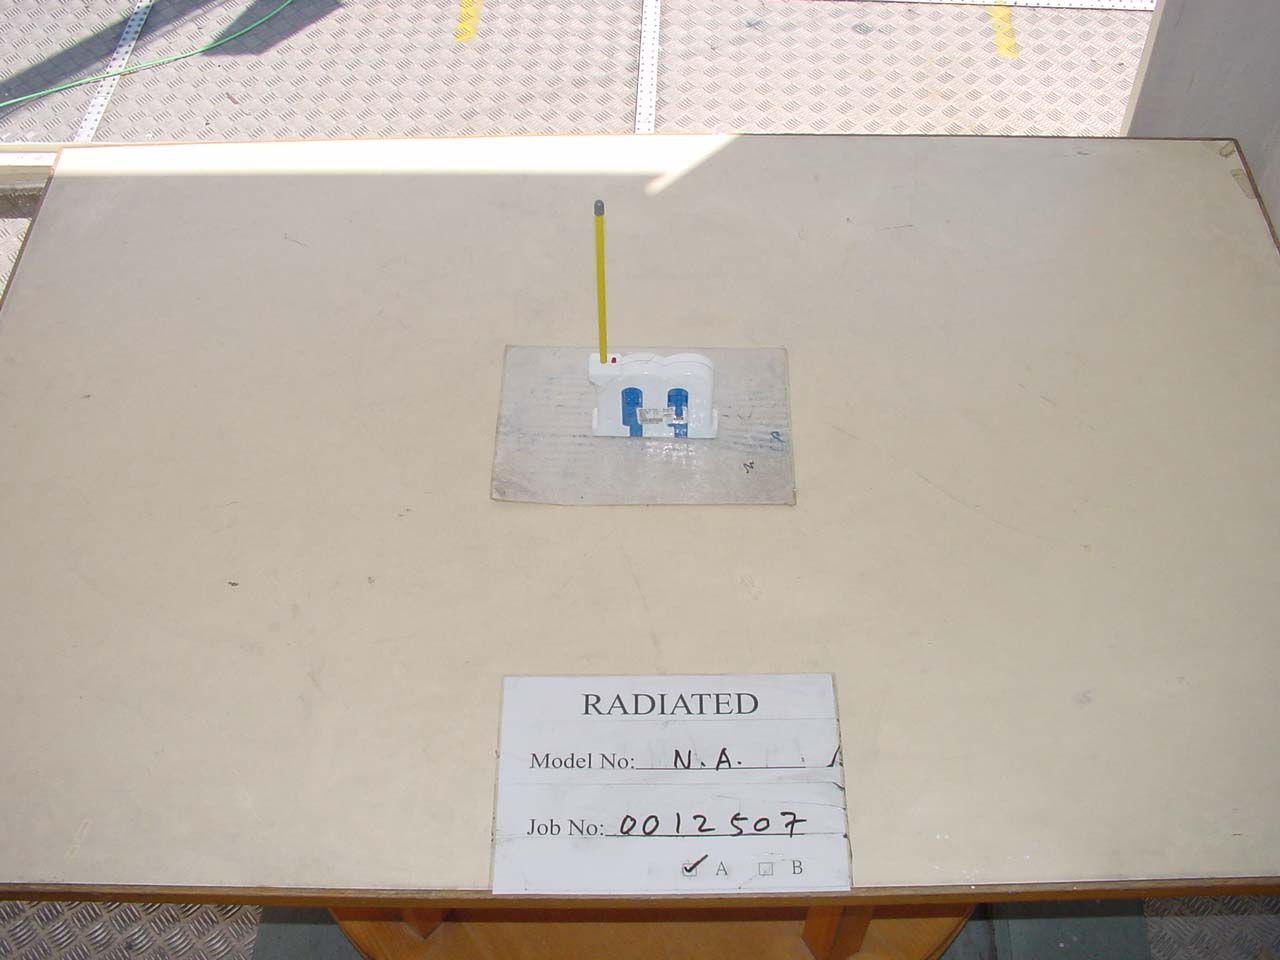 RADIATED
Model No: N.A.
Job No: 0012507
A B